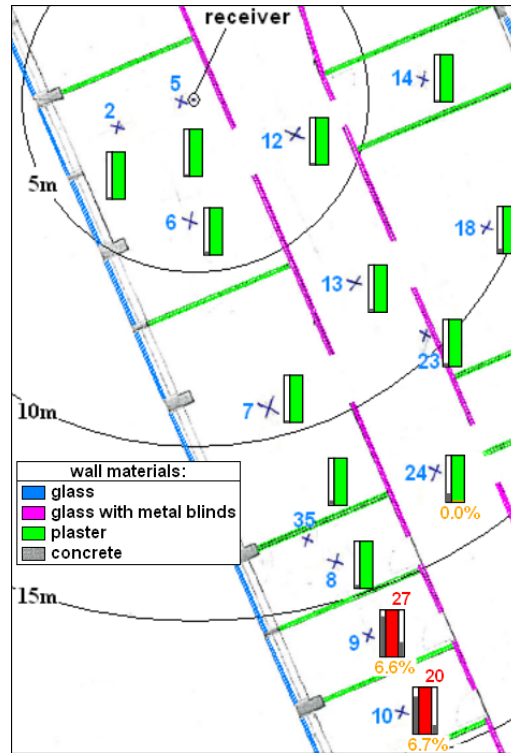 receiver
5
2
14
12
5m
6
18
13
23
10m
7
24
0.0%
wall materials:
glass
glass with metal blinds
plaster
concrete
35
8
15m
27
9
6.6%
20
10
6.7%